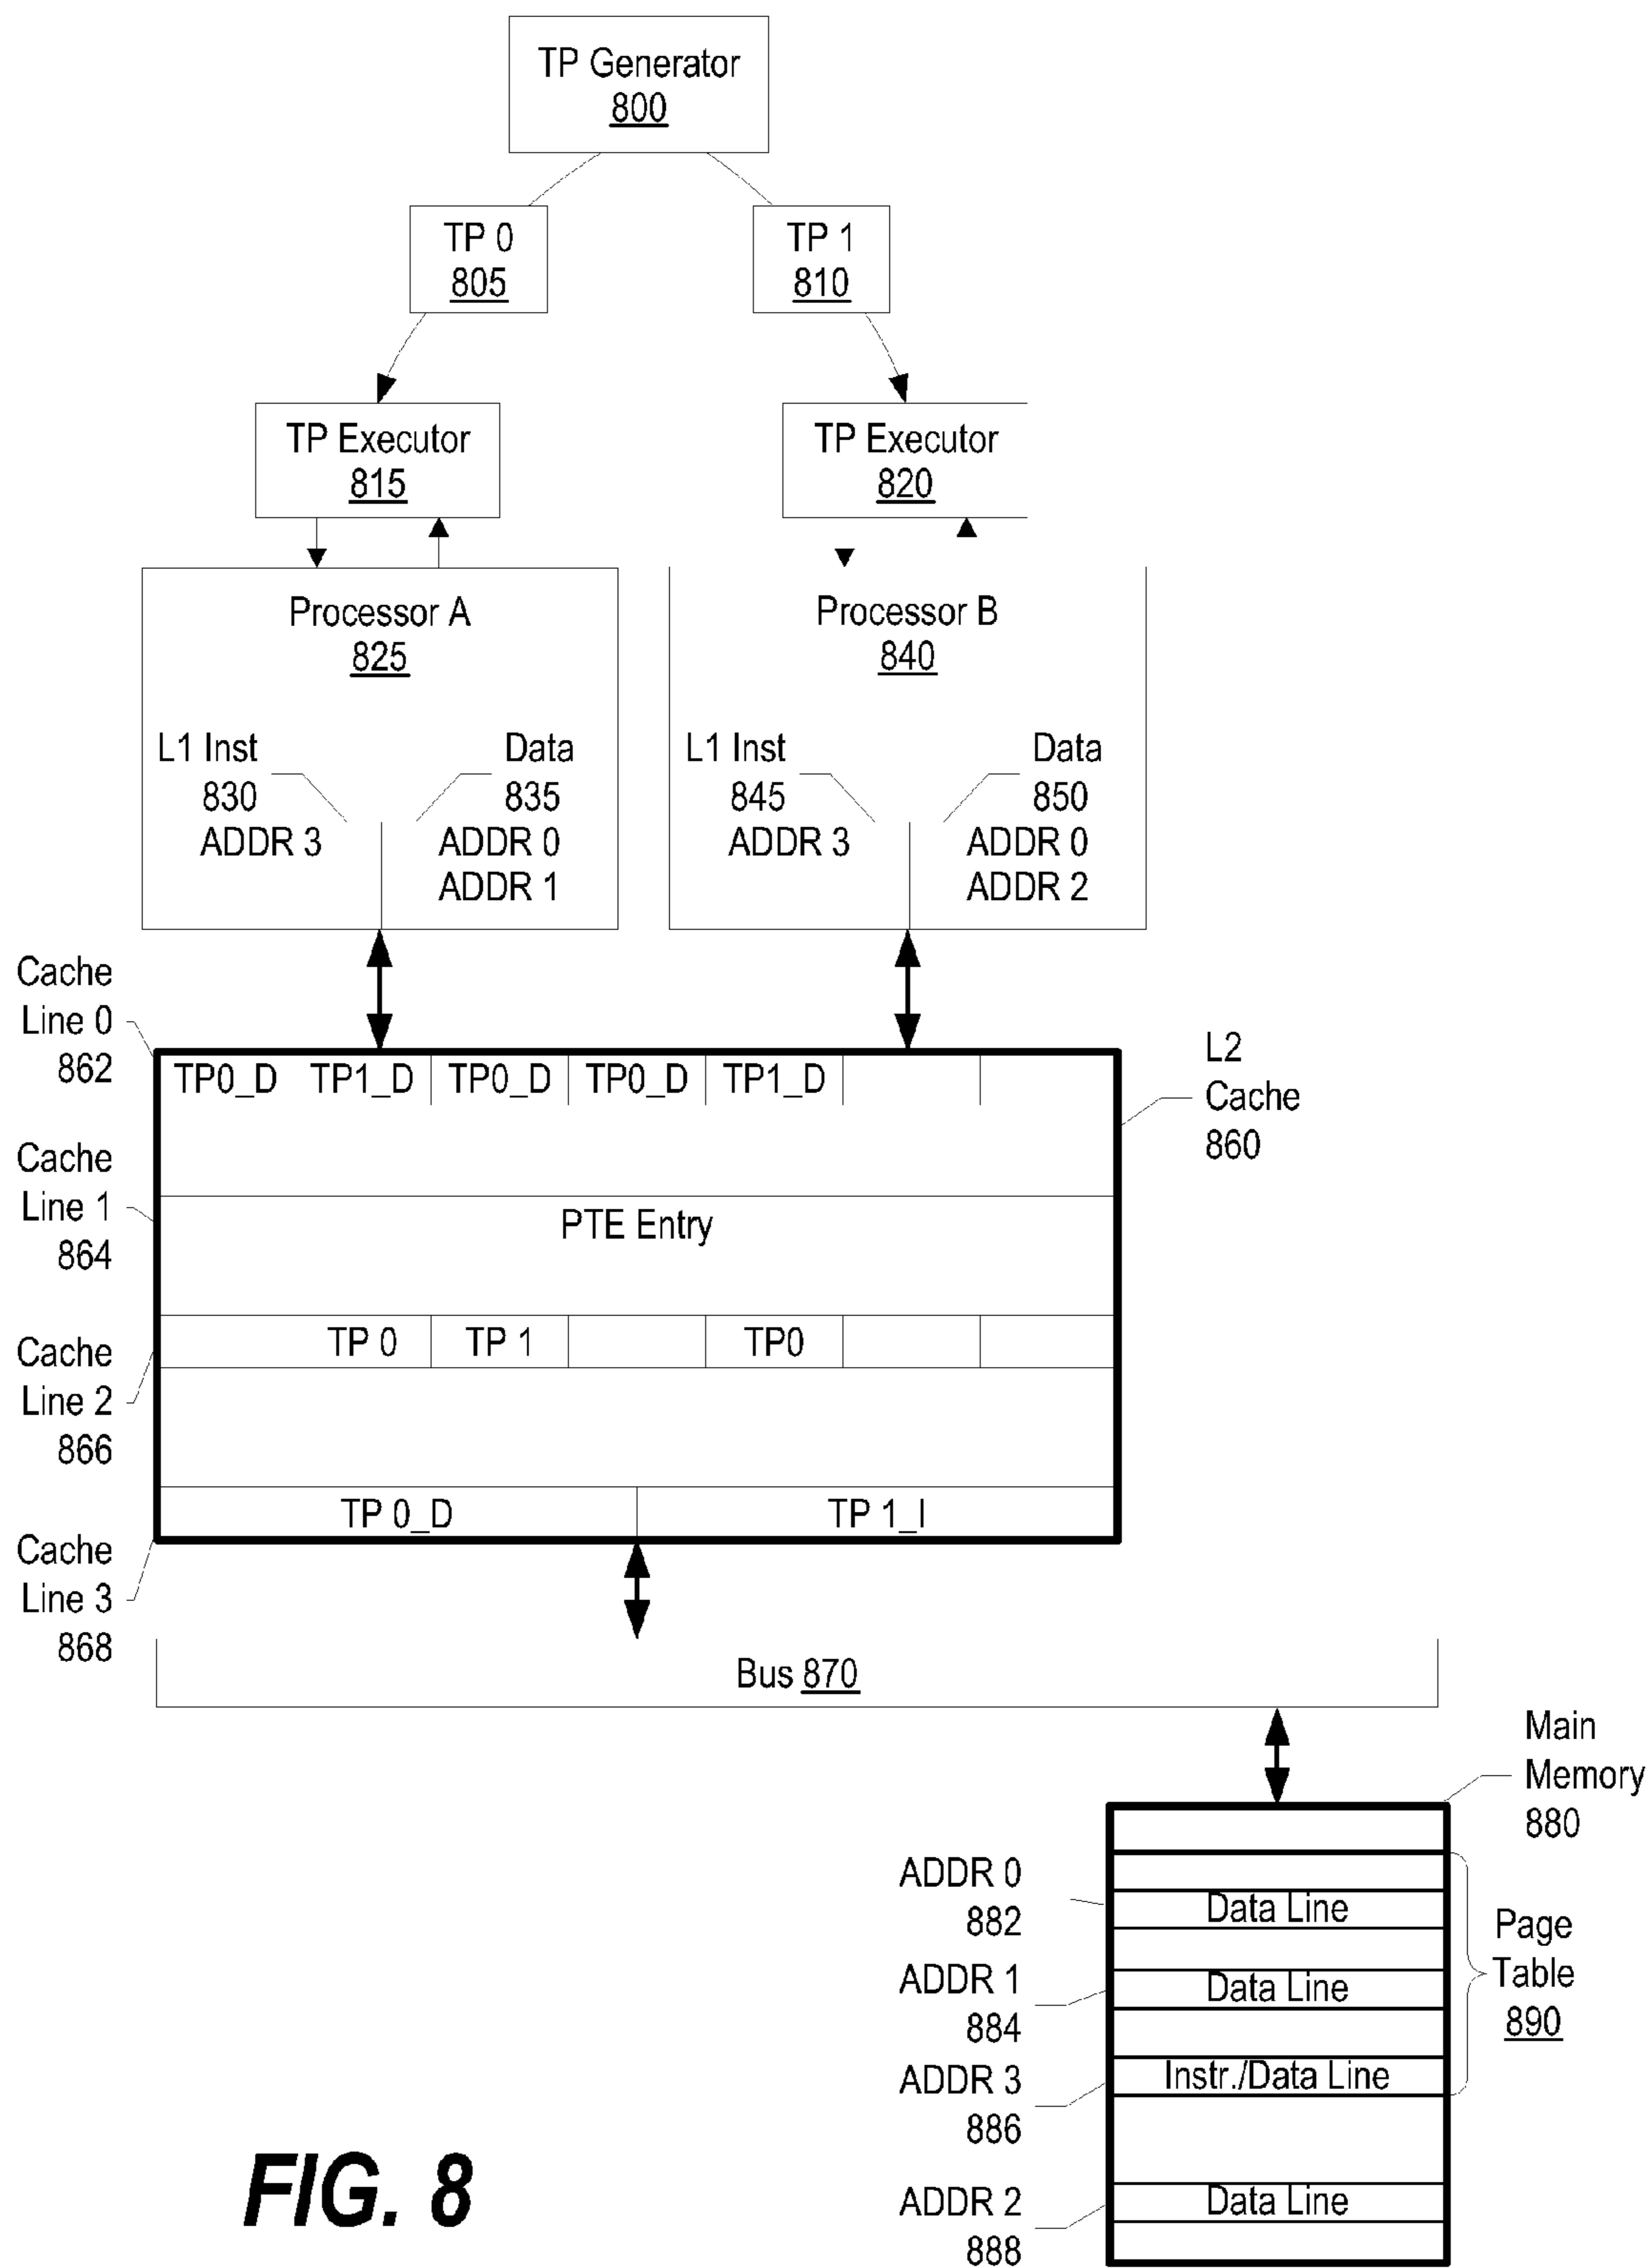 TP Generator
800
TP 0
805
TP 1
810
TP Executor
815
TP Executor
820
Processor A
825
Processor B
840
L1 Inst
830
ADDR 3
Data
835
ADDR 0
ADDR 1
L1 Inst
845
ADDR 3
Data
850
ADDR 0
ADDR 2
Cache
Line 0
862
TP0_D TP1_D TP0_D TP0_D TP1_D
L2
Cache
860
Cache
Line 1
864
PTE Entry
Cache
Line 2
866
TP 0 TP 1 TP0
TP 0_D TP 1_I
Cache
Line 3
868
Bus 870
Main
Memory
880
ADDR 0
882
Data Line
ADDR 1
884
Data Line
Page
Table
890
ADDR 3
886
Instr./Data Line
ADDR 2
888
Data Line
FIG. 8